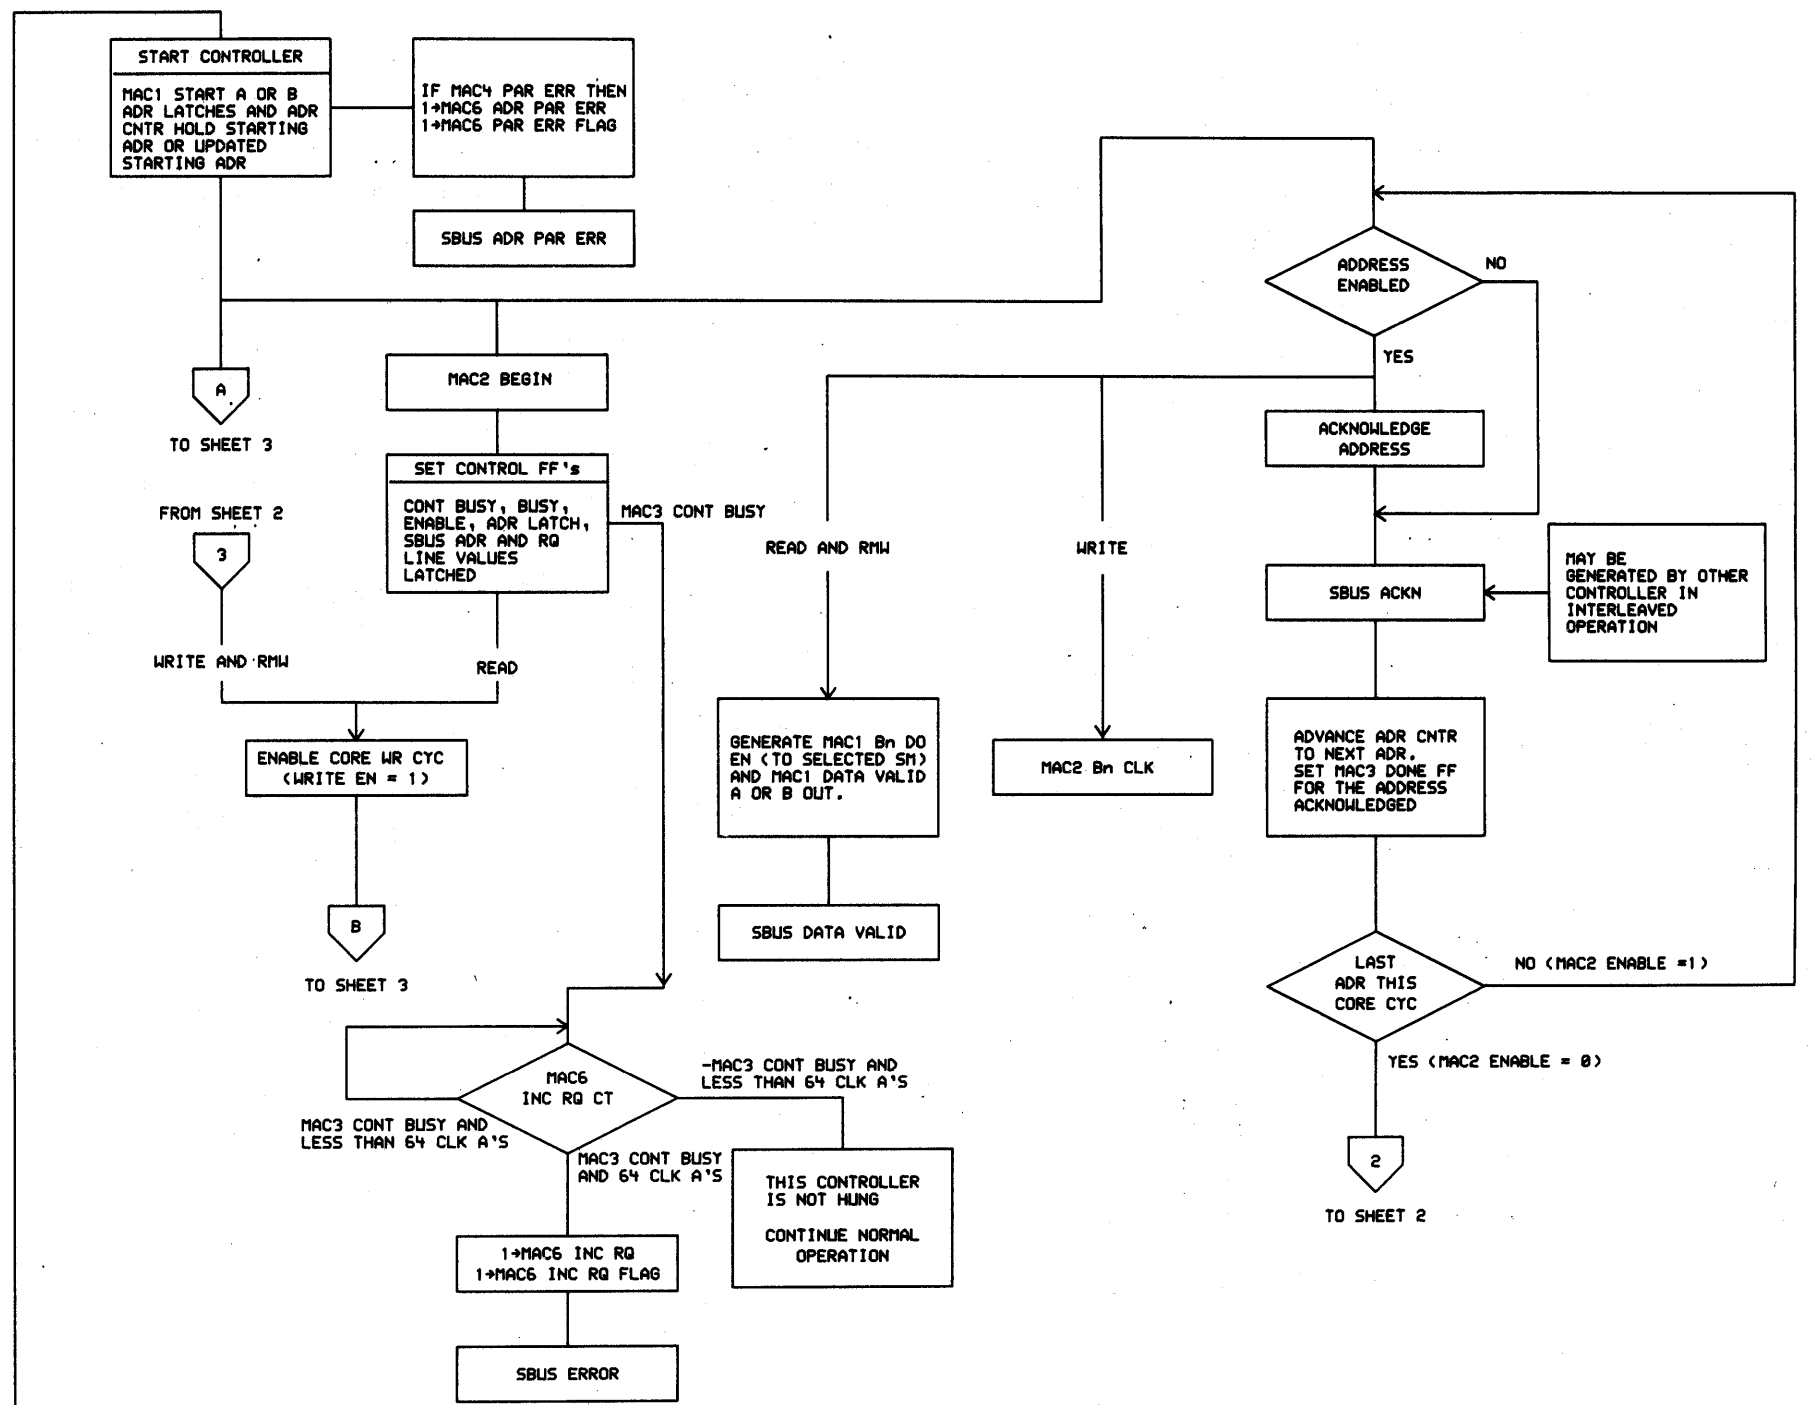 START CONTROLLER
MAC1 START A OR B
ADR LATCHES AND ADR
CNTR HOLD STARTING
ADR OR UPDATED
STARTING ADR
IF MAC4 PAR ERR THEN
1→MAC6 ADR PAR ERR
1→MAC6 PAR ERR FLAG
SBUS ADR PAR ERR
A
TO SHEET 3
MAC2 BEGIN
SET CONTROL FF's
CONT BUSY, BUSY,
ENABLE, ADR LATCH,
SBUS ADR AND RQ
LINE VALUES
LATCHED
MAC3 CONT BUSY
FROM SHEET 2
3
WRITE AND RMW
READ
ENABLE CORE WR CYC
(WRITE EN = 1)
B
TO SHEET 3
MAC6
INC RQ CT
MAC3 CONT BUSY AND
LESS THAN 64 CLK A'S
-MAC3 CONT BUSY AND
LESS THAN 64 CLK A'S
MAC3 CONT BUSY
AND 64 CLK A'S
THIS CONTROLLER
IS NOT HUNG
CONTINUE NORMAL
OPERATION
1→MAC6 INC RQ
1→MAC6 INC RQ FLAG
SBUS ERROR
ADDRESS
ENABLED
NO
YES
READ AND RMW
WRITE
GENERATE MAC1 Bn DO
EN (TO SELECTED SM)
AND MAC1 DATA VALID
A OR B OUT.
SBUS DATA VALID
MAC2 Bn CLK
ACKNOWLEDGE
ADDRESS
SBUS ACKN
MAY BE
GENERATED BY OTHER
CONTROLLER IN
INTERLEAVED
OPERATION
ADVANCE ADR CNTR
TO NEXT ADR.
SET MAC3 DONE FF
FOR THE ADDRESS
ACKNOWLEDGED
LAST
ADR THIS
CORE CYC
NO (MAC2 ENABLE =1)
YES (MAC2 ENABLE = 0)
2
TO SHEET 2